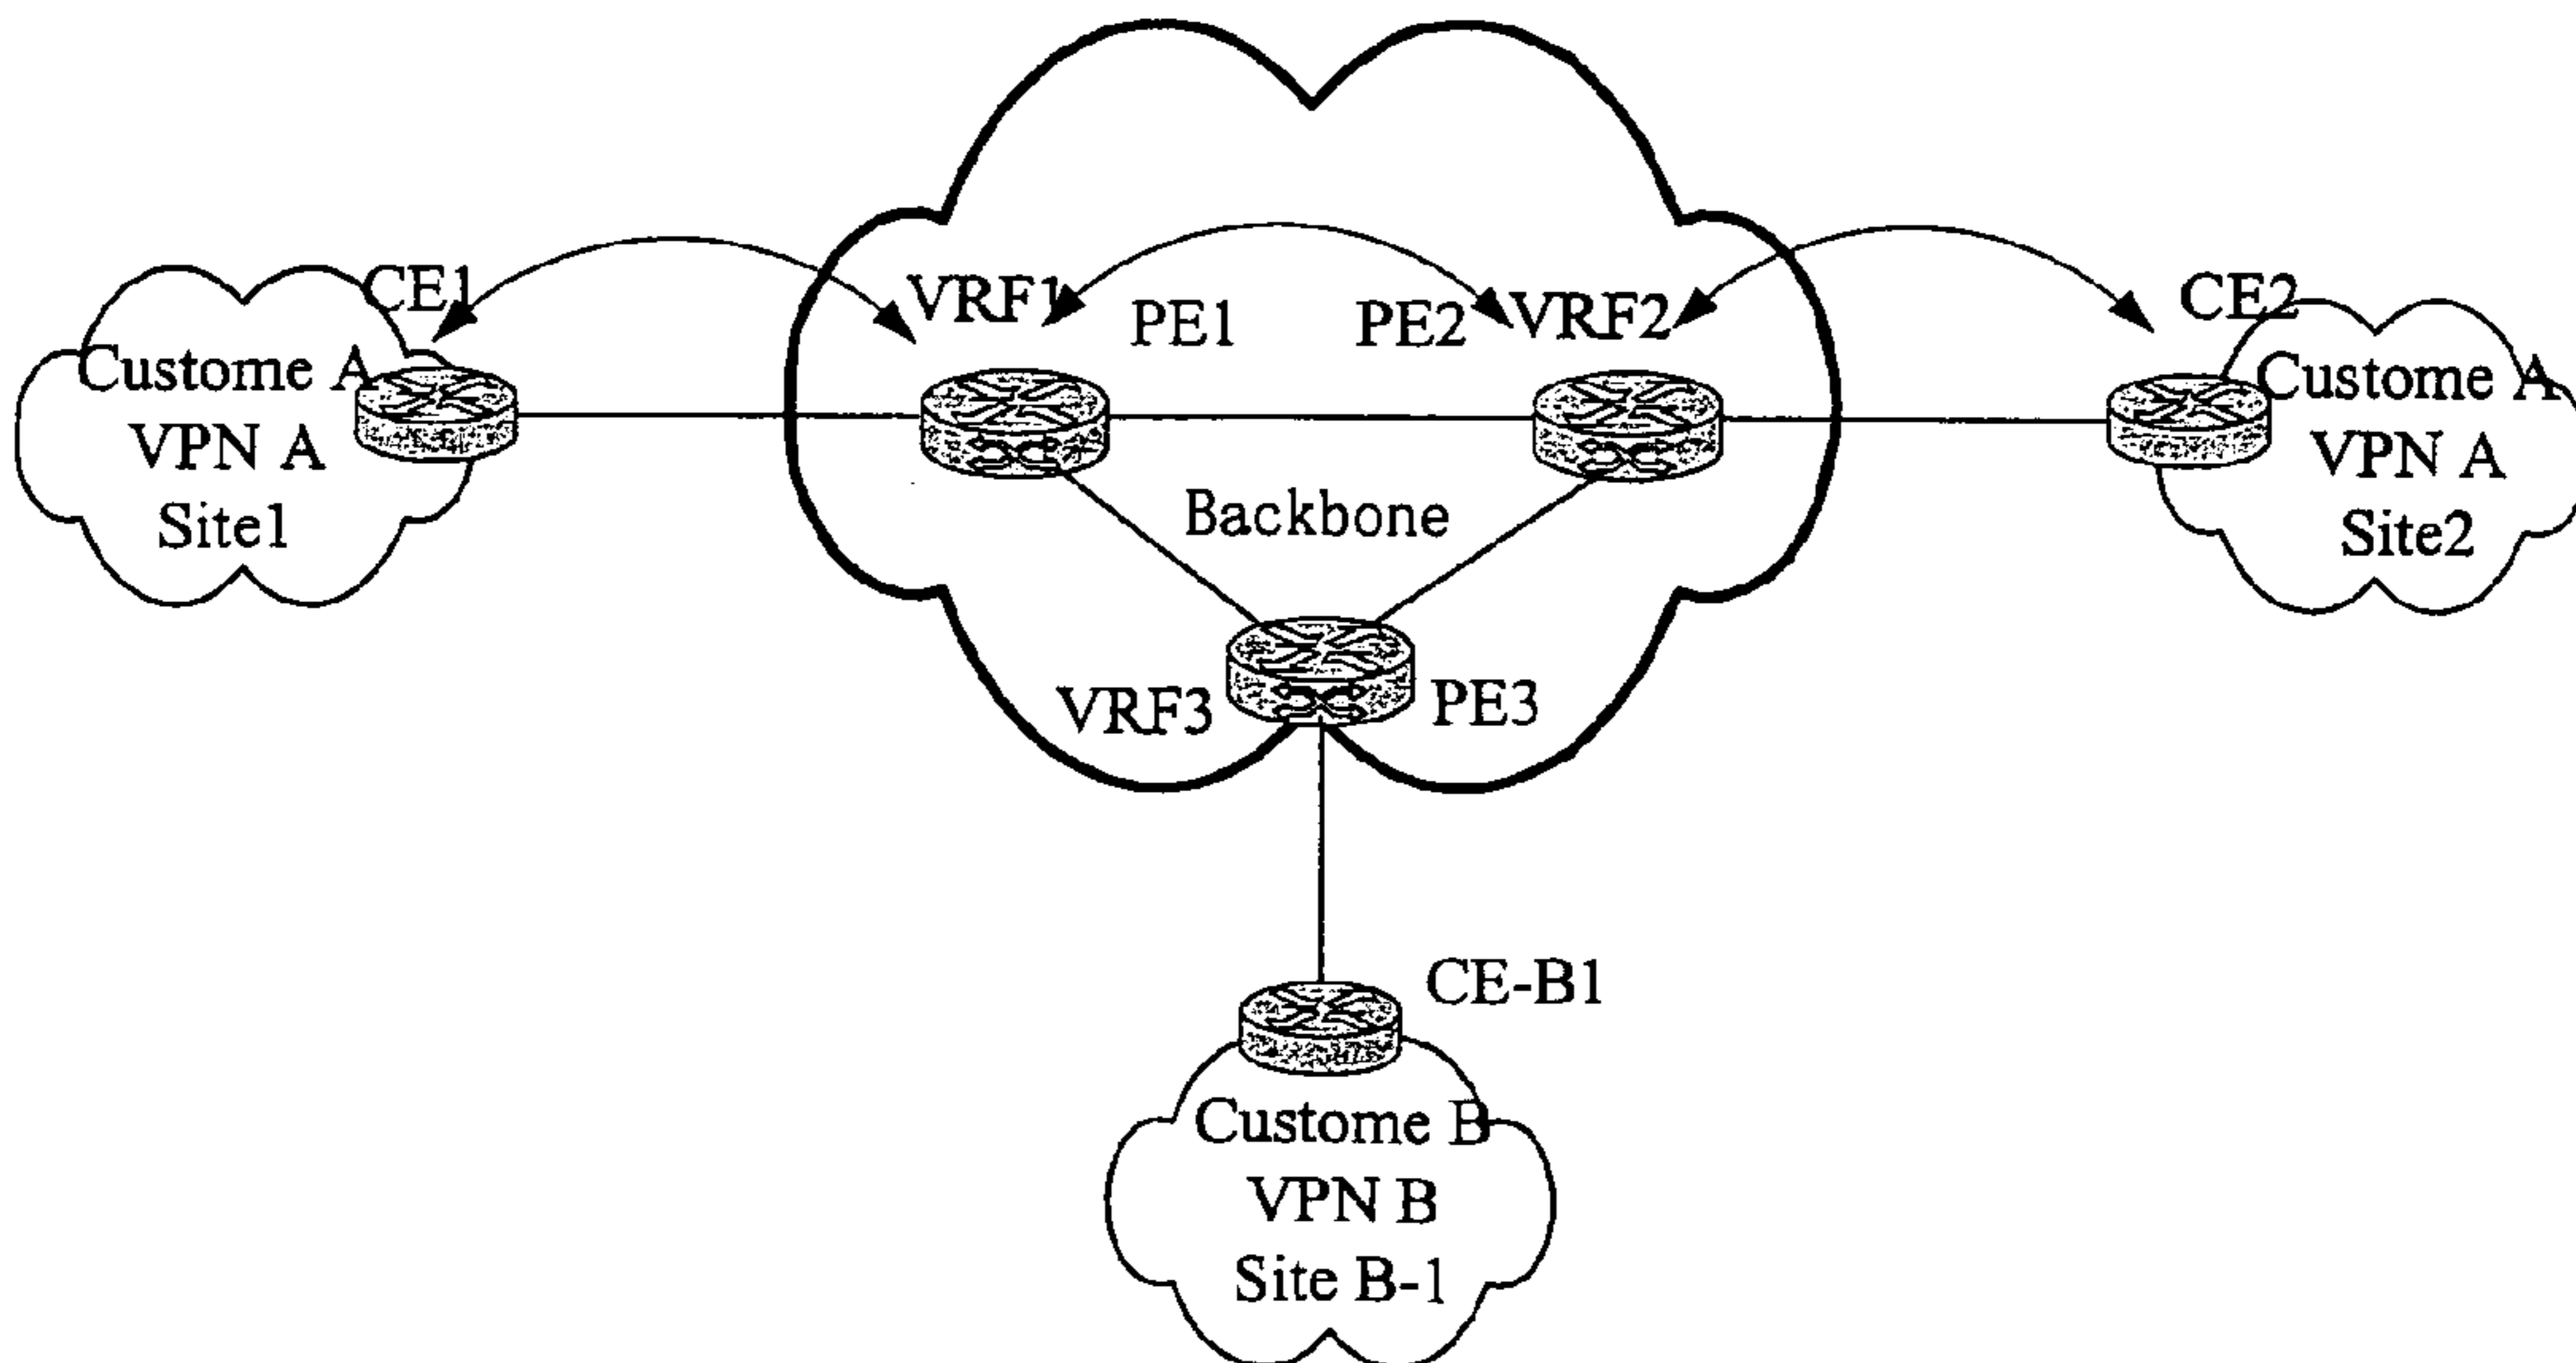 CE1
VRF1
PE1
PE2
VRF2
CE2
Custome A
VPN A
Site1
Custome A
VPN A
Site2
Backbone
VRF3
PE3
CE-B1
Custome B
VPN B
Site B-1